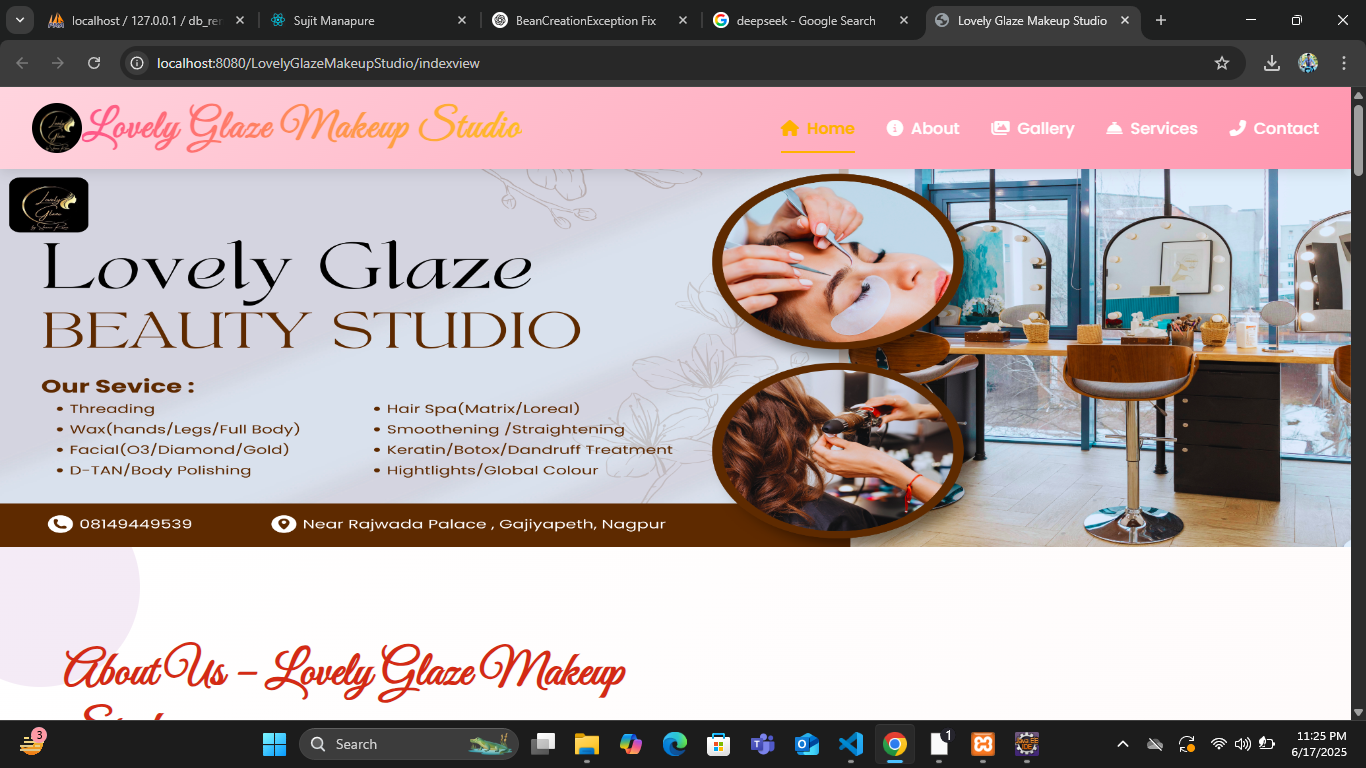 localhost / 127.0.0.1 / db_rer
Sujit Manapure
BeanCreationException Fix
deepseek - Google Search
Lovely Glaze Makeup Studio
localhost:8080/LovelyGlazeMakeupStudio/indexview
Lovely Glaze Makeup Studio
Home
About
Gallery
Services
Contact
Lovely
Glaze
Lovely Glaze
BEAUTY STUDIO
Our Sevice :
• Threading
• Wax(hands/Legs/Full Body)
• Facial(O3/Diamond/Gold)
• D-TAN/Body Polishing
• Hair Spa(Matrix/Loreal)
• Smoothening /Straightening
• Keratin/Botox/Dandruff Treatment
• Hightlights/Global Colour
08149449539
Near Rajwada Palace , Gajiyapeth, Nagpur
About Us – Lovely Glaze Makeup
3
Search
1
11:25 PM
6/17/2025